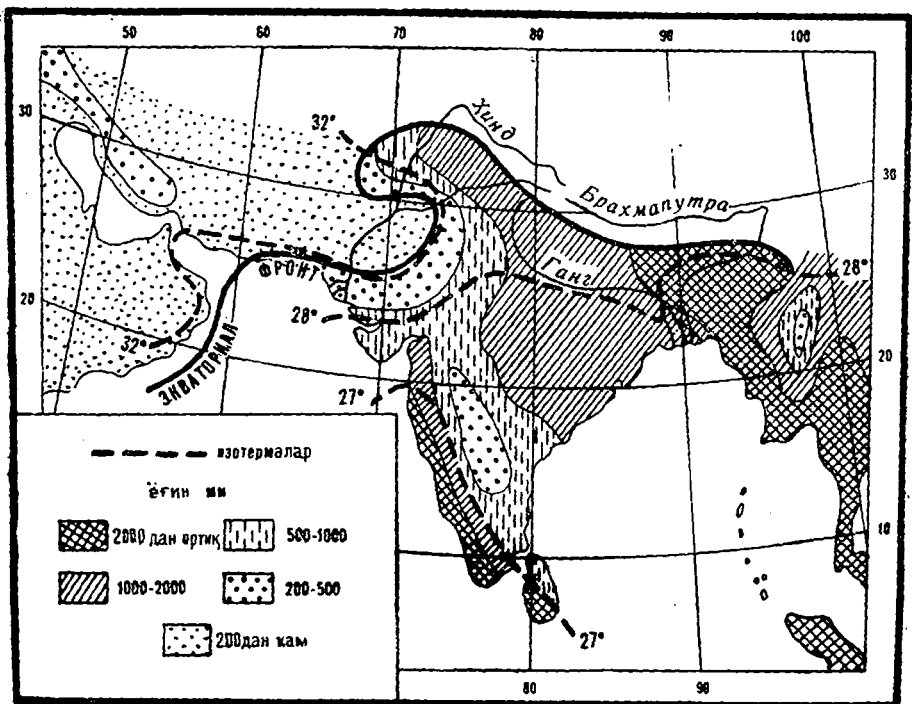 50 60 70 80 90 100
30
32°
Хинд
Брахмапутра
30
ФРОНТ
Ганг
28°
20
28°
32°
ЭКВАТОРИАЛ
27°
20
изотермалар
ёғин мм
2000 дан ортиқ 500-1000
1000-2000 200-500
200дан кам
10
27°
80 90